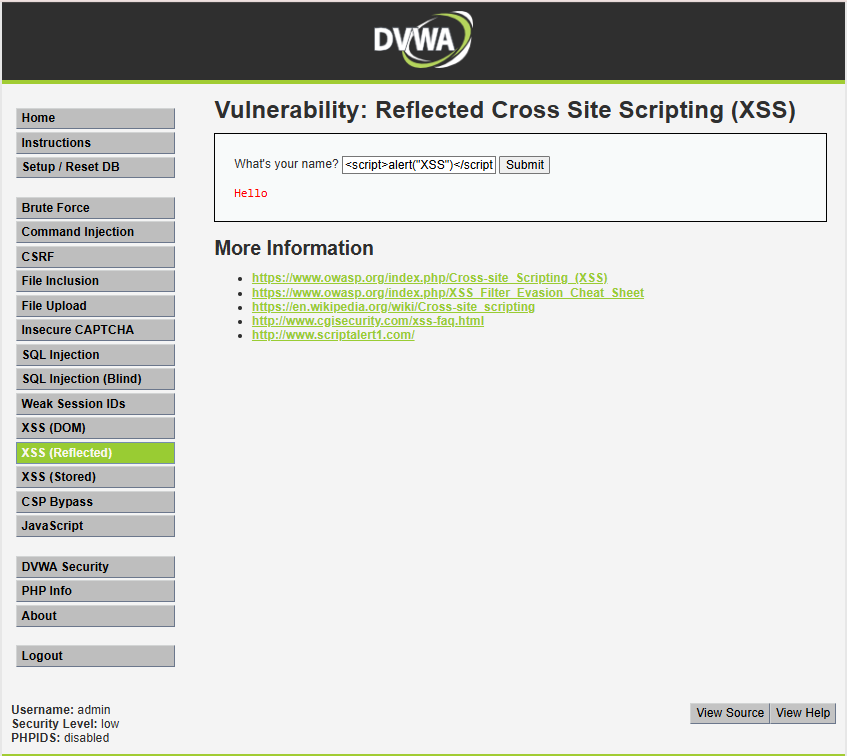 DVWA
Vulnerability: Reflected Cross Site Scripting (XSS)
Home
Instructions
Setup / Reset DB
Brute Force
Command Injection
CSRF
File Inclusion
File Upload
Insecure CAPTCHA
SQL Injection
SQL Injection (Blind)
Weak Session IDs
XSS (DOM)
XSS (Reflected)
XSS (Stored)
CSP Bypass
JavaScript
DVWA Security
PHP Info
About
Logout
What's your name? <script>alert("XSS")</script Submit
Hello
More Information
https://www.owasp.org/index.php/Cross-site_Scripting_(XSS)
https://www.owasp.org/index.php/XSS_Filter_Evasion_Cheat_Sheet
https://en.wikipedia.org/wiki/Cross-site_scripting
http://www.cgisecurity.com/xss-faq.html
http://www.scriptalert1.com/
Username: admin
Security Level: low
PHPIDS: disabled
View Source View Help